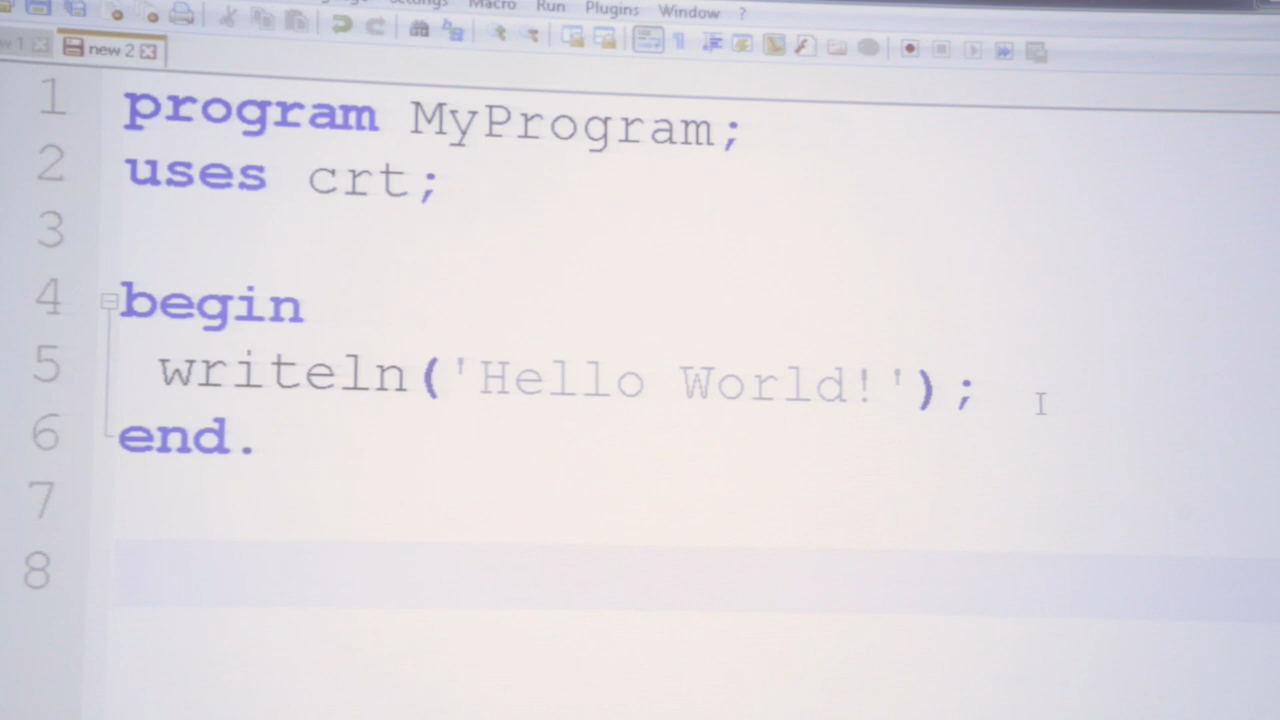 Macro Run Plugins Window ?
new 2
1 program MyProgram;
2 uses crt;
3
4 begin
5 writeln('Hello World!');
6 end.
7
8